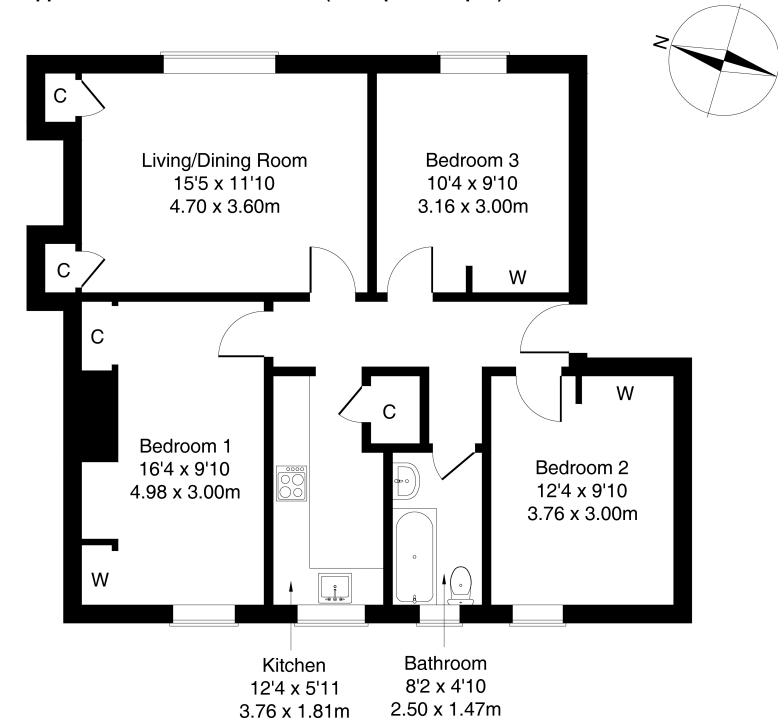 N
C
Living/Dining Room
15'5 x 11'10
4.70 x 3.60m
Bedroom 3
10'4 x 9'10
3.16 x 3.00m
C
W
C
W
C
Bedroom 1
16'4 x 9'10
4.98 x 3.00m
Bedroom 2
12'4 x 9'10
3.76 x 3.00m
W
Kitchen
12'4 x 5'11
3.76 x 1.81m
Bathroom
8'2 x 4'10
2.50 x 1.47m